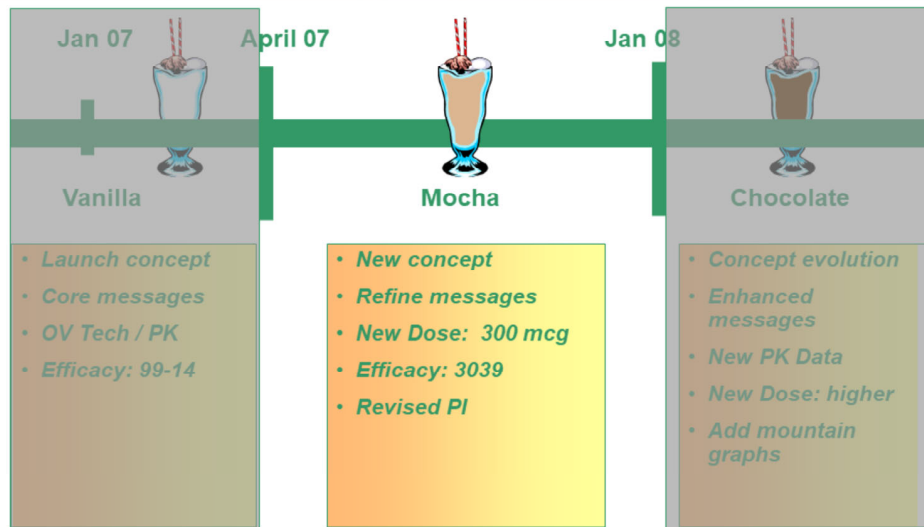 Jan 07
April 07
Jan 08
Vanilla
Mocha
Chocolate
• Launch concept
• Core messages
• OV Tech / PK
• Efficacy: 99-14
• New concept
• Refine messages
• New Dose: 300 mcg
• Efficacy: 3039
• Revised PI
• Concept evolution
• Enhanced
messages
• New PK Data
• New Dose: higher
• Add mountain
graphs